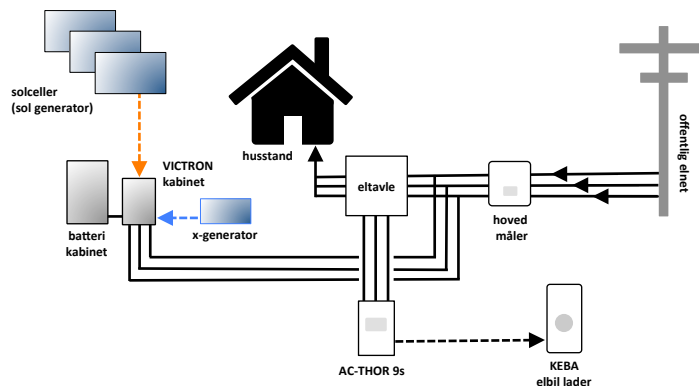 solceller
(sol generator)
husstand
VICTRON
kabinet
eltavle
offentlig elnet
batteri
kabinet
x-generator
hoved
måler
AC-THOR 9s
KEBA
elbil lader